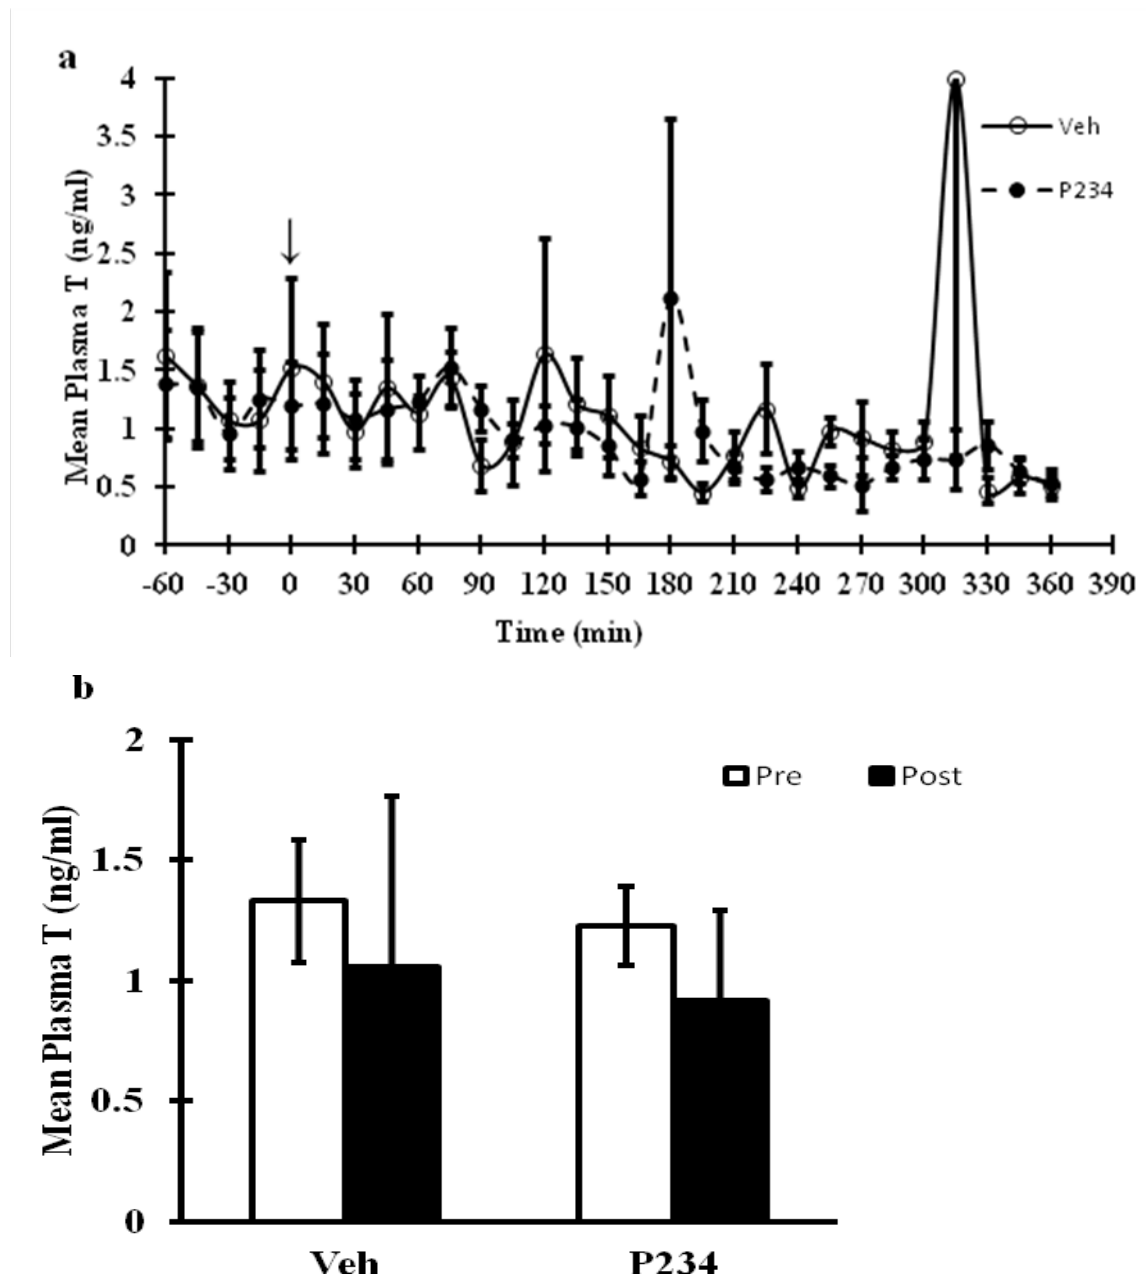 a
Mean Plasma T (ng/ml)
4
3.5
3
2.5
2
1.5
1
0.5
0
Veh
P234
-60 -30 0 30 60 90 120 150 180 210 240 270 300 330 360 390
Time (min)
b
Mean Plasma T (ng/ml)
2
1.5
1
0.5
0
Pre Post
Veh P234